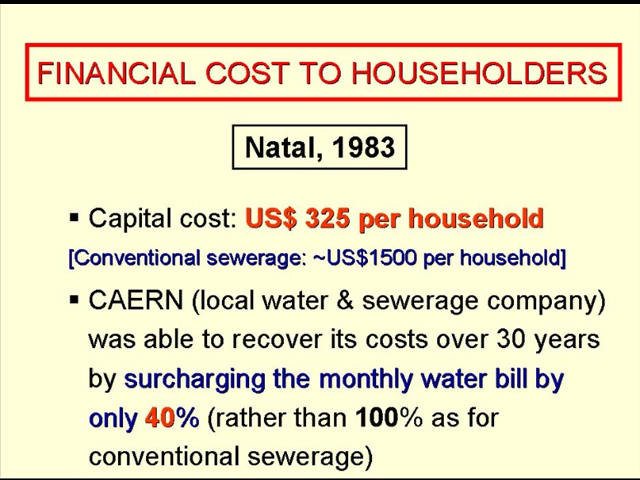 FINANCIAL COST TO HOUSEHOLDERS
Natal, 1983
▪ Capital cost: US$ 325 per household
[Conventional sewerage: ~US$1500 per household]
▪ CAERN (local water & sewerage company)
was able to recover its costs over 30 years
by surcharging the monthly water bill by
only 40% (rather than 100% as for
conventional sewerage)